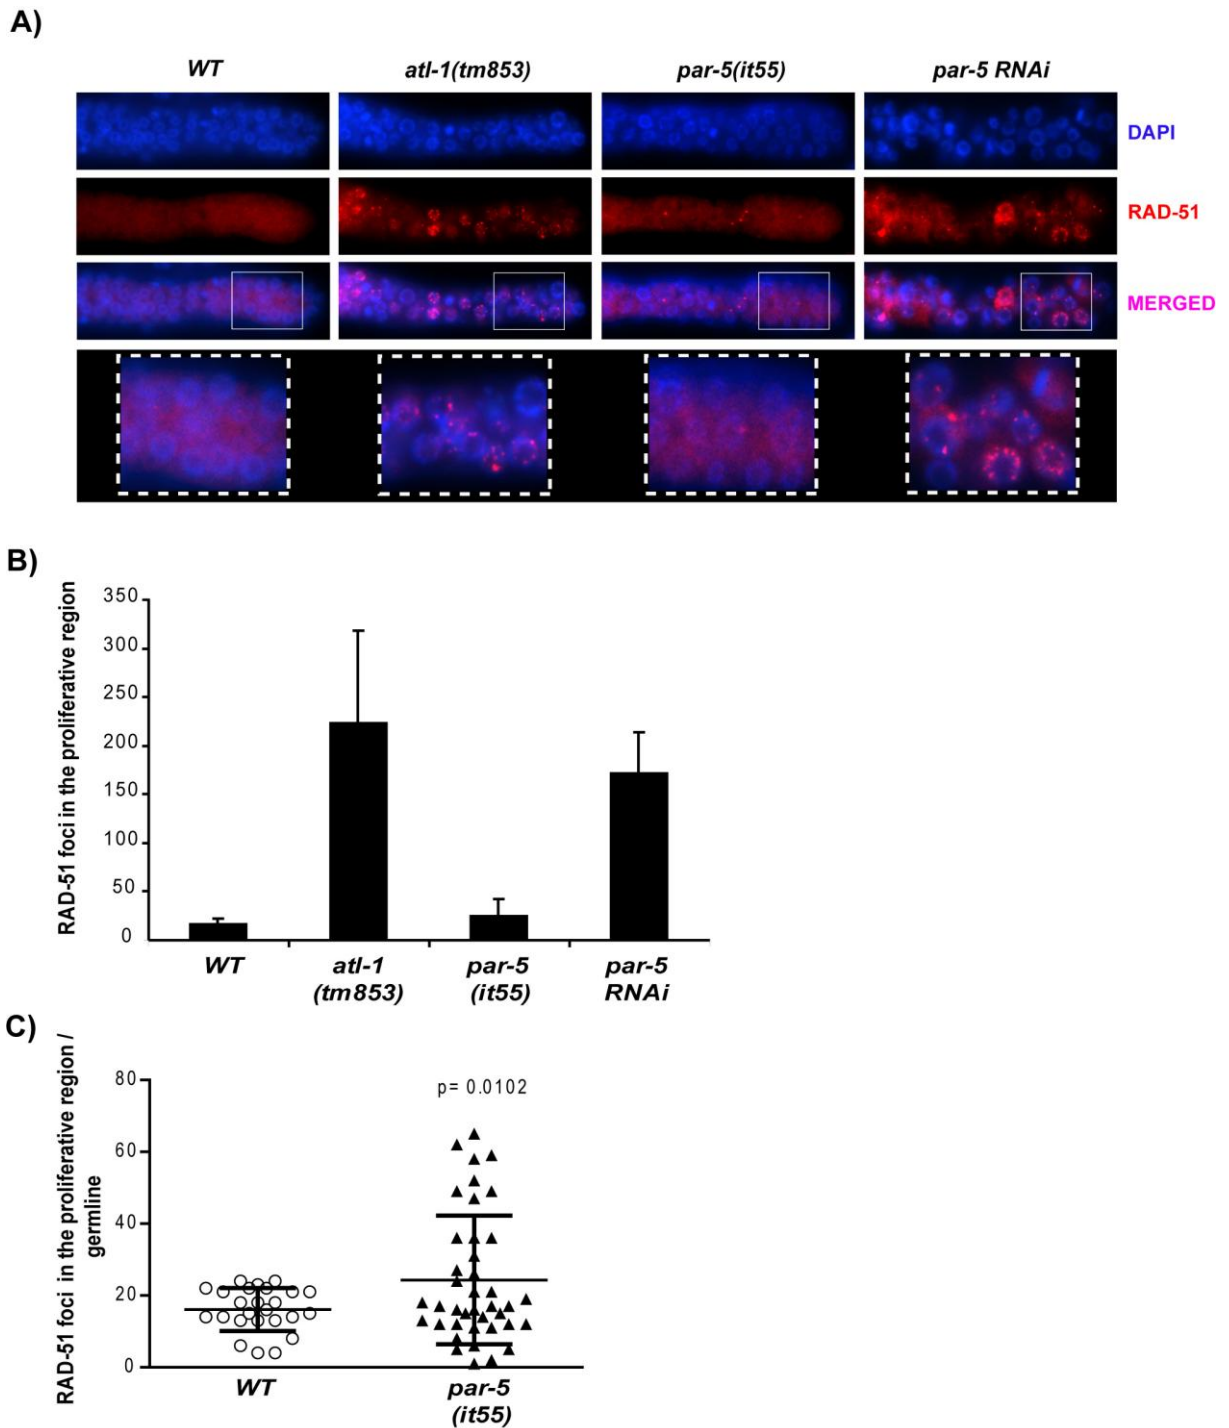 A)
WT atl-1(tm853) par-5(it55) par-5 RNAi
DAPI
RAD-51
MERGED
B)
RAD-51 foci in the proliferative region
350
300
250
200
150
100
50
0
WT atl-1 par-5 par-5
(tm853) (it55) RNAi
C)
RAD-51 foci in the proliferative region /
germline
80
60
40
20
0
p= 0.0102
WT par-5
(it55)